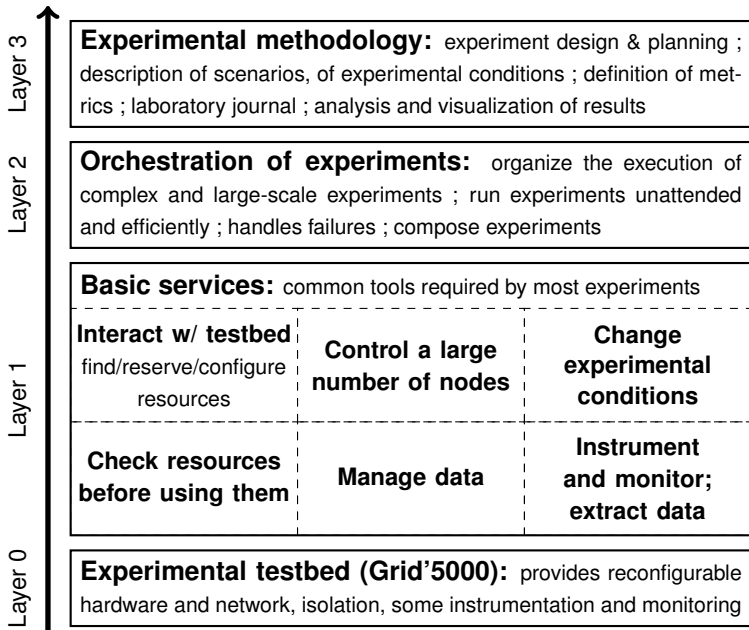 Layer 3
Experimental methodology: experiment design & planning ;
description of scenarios, of experimental conditions ; definition of met-
rics ; laboratory journal ; analysis and visualization of results
Layer 2
Orchestration of experiments: organize the execution of
complex and large-scale experiments ; run experiments unattended
and efficiently ; handles failures ; compose experiments
Layer 1
Basic services: common tools required by most experiments
Interact w/ testbed
find/reserve/configure
resources
Control a large
number of nodes
Change
experimental
conditions
Check resources
before using them
Manage data
Instrument
and monitor;
extract data
Layer 0
Experimental testbed (Grid'5000): provides reconfigurable
hardware and network, isolation, some instrumentation and monitoring